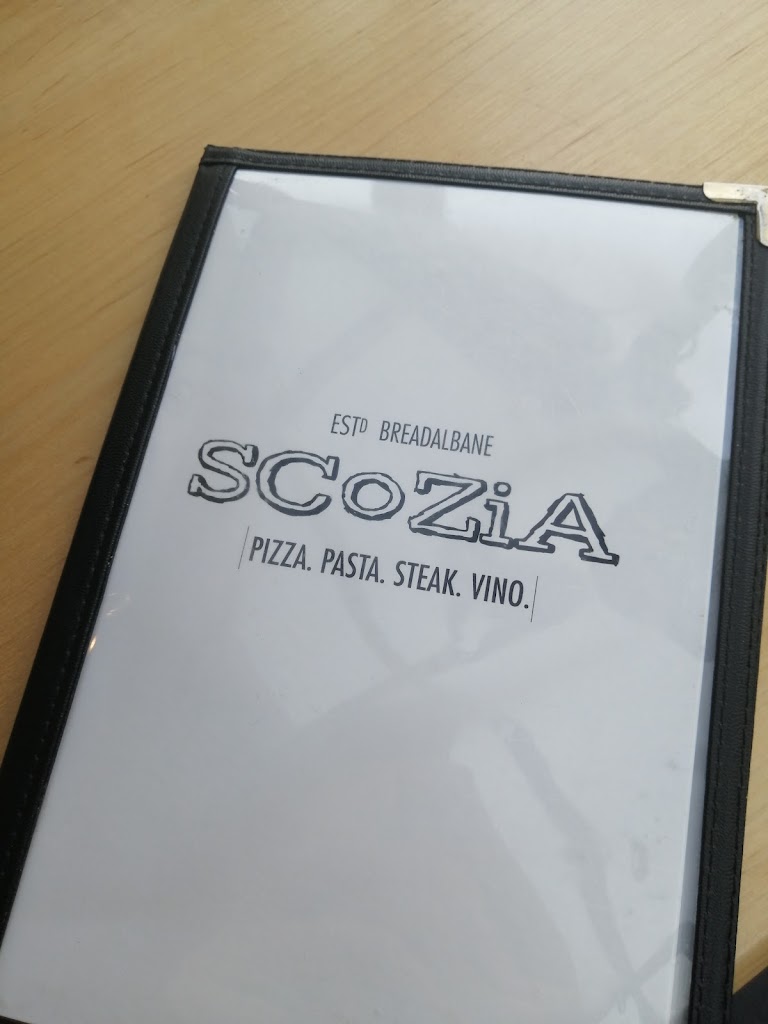 ESTD BREADALBANE
SCoZiA
PIZZA. PASTA. STEAK. VINO.